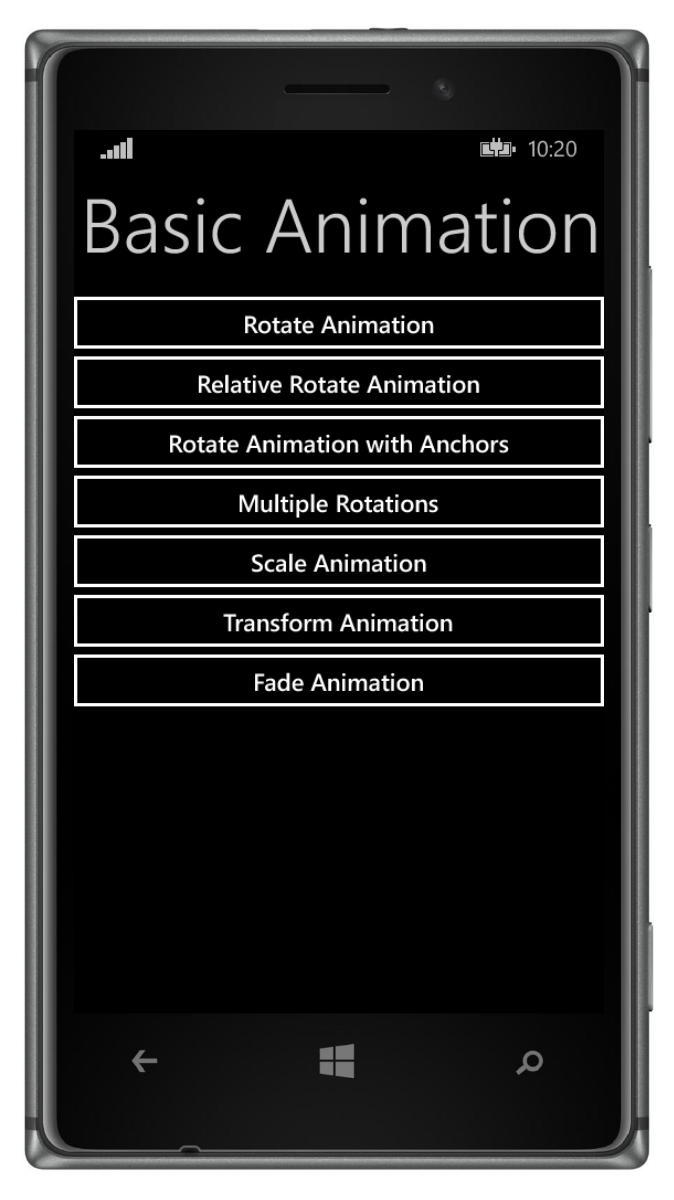 10:20
Basic Animation
Rotate Animation
Relative Rotate Animation
Rotate Animation with Anchors
Multiple Rotations
Scale Animation
Transform Animation
Fade Animation